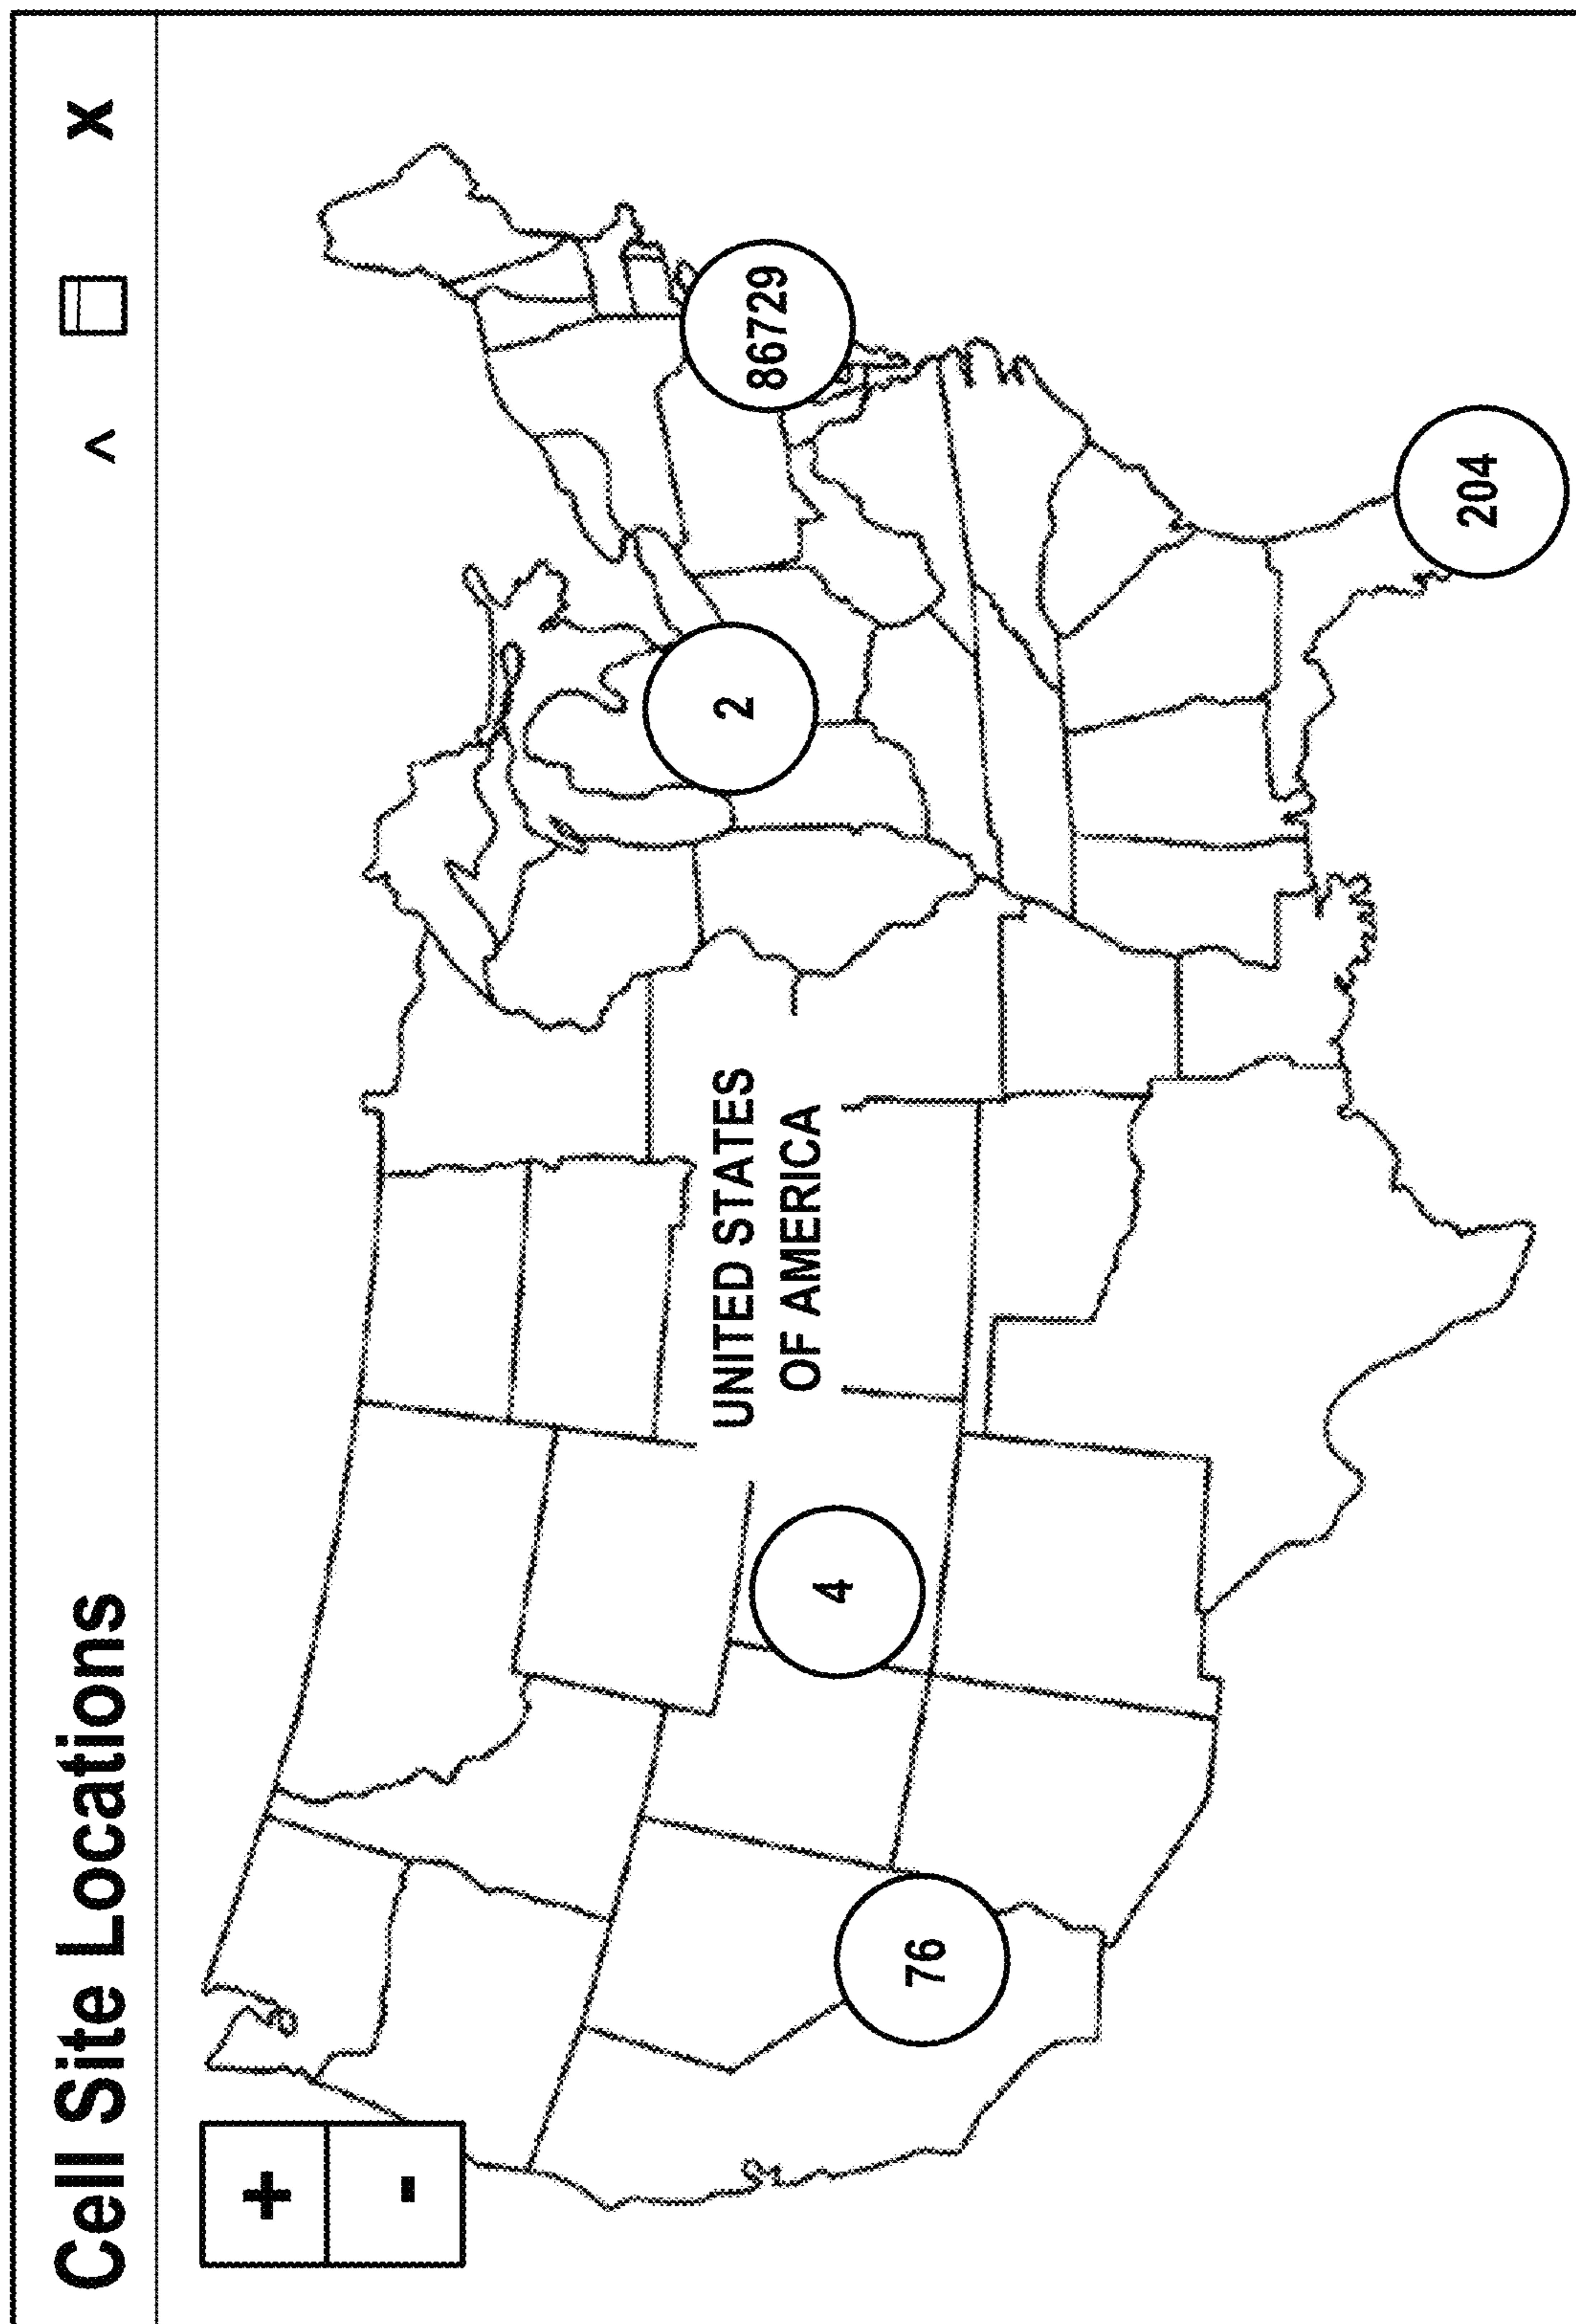 Cell Site Locations ^ X
+
-
UNITED STATES
OF AMERICA
86729
2
4
76
204